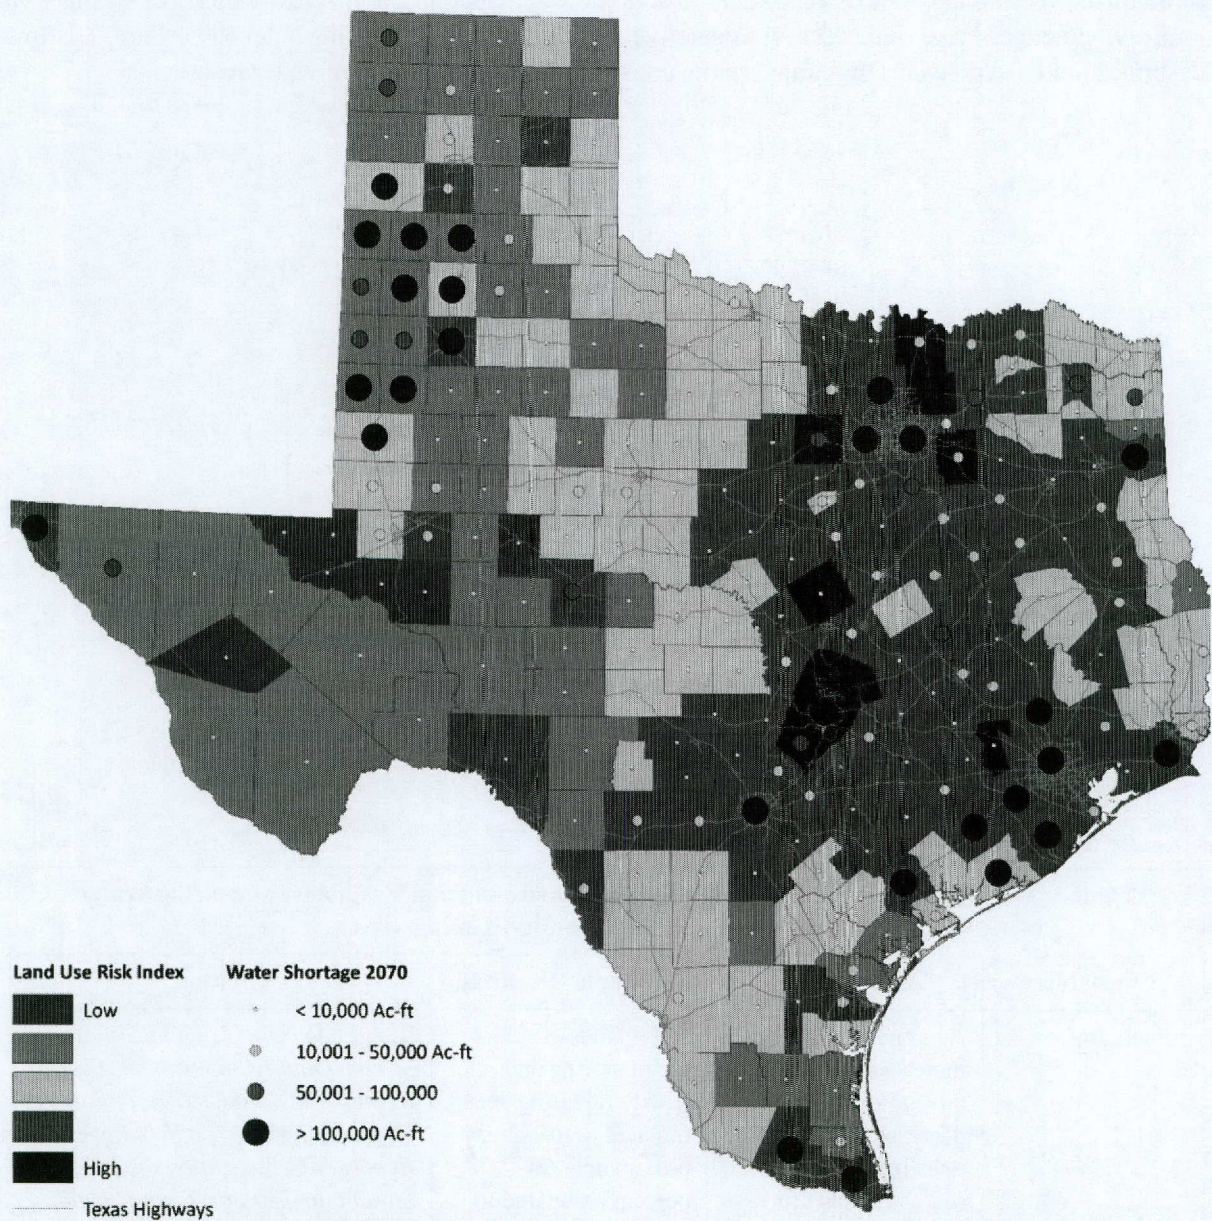 Land Use Risk Index
Low
High
Texas Highways
Water Shortage 2070
< 10,000 Ac-ft
10,001 - 50,000 Ac-ft
50,001 - 100,000
> 100,000 Ac-ft